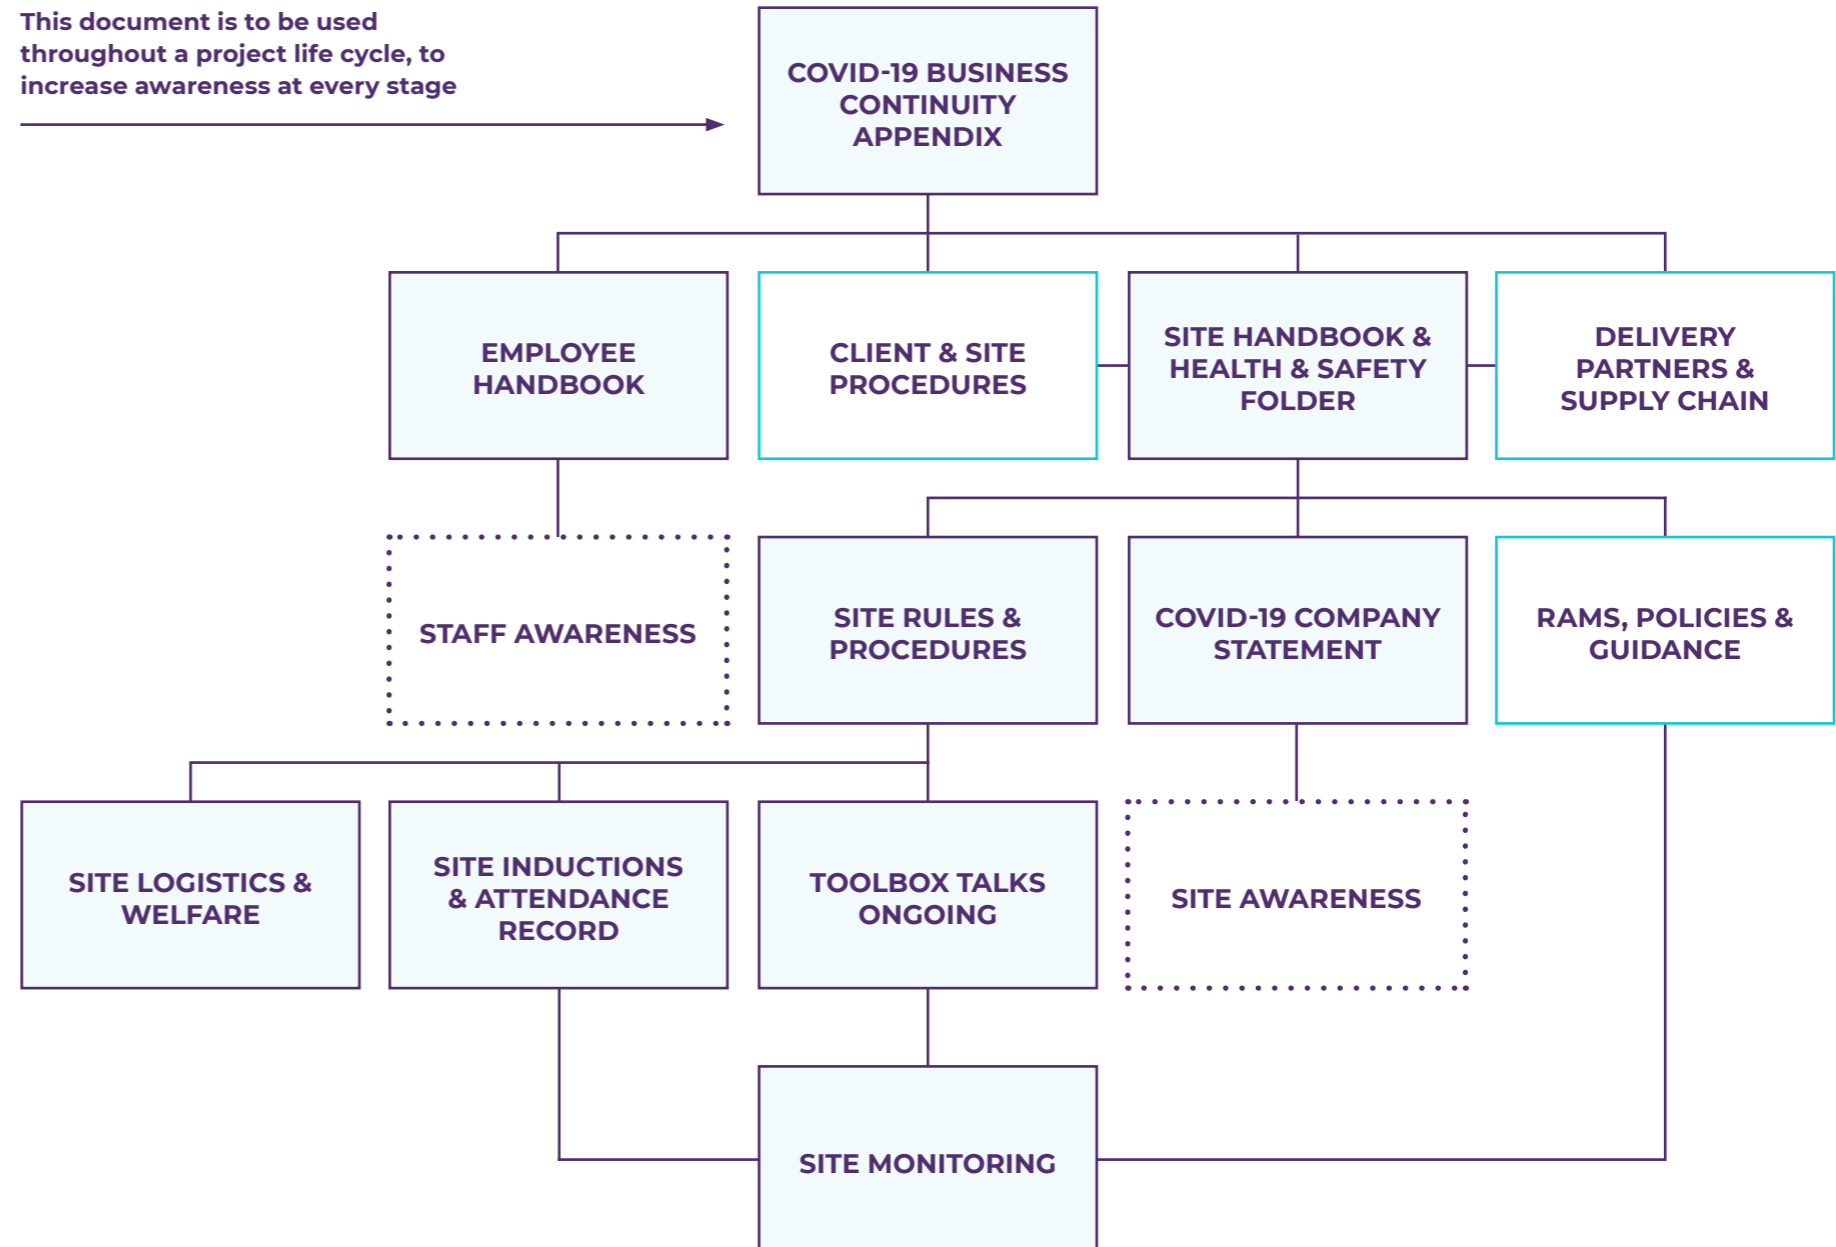 This document is to be used
throughout a project life cycle, to
increase awareness at every stage
COVID-19 BUSINESS
CONTINUITY
APPENDIX
EMPLOYEE
HANDBOOK
CLIENT & SITE
PROCEDURES
SITE HANDBOOK &
HEALTH & SAFETY
FOLDER
DELIVERY
PARTNERS &
SUPPLY CHAIN
STAFF AWARENESS
SITE RULES &
PROCEDURES
COVID-19 COMPANY
STATEMENT
RAMS, POLICIES &
GUIDANCE
SITE LOGISTICS &
WELFARE
SITE INDUCTIONS
& ATTENDANCE
RECORD
TOOLBOX TALKS
ONGOING
SITE AWARENESS
SITE MONITORING